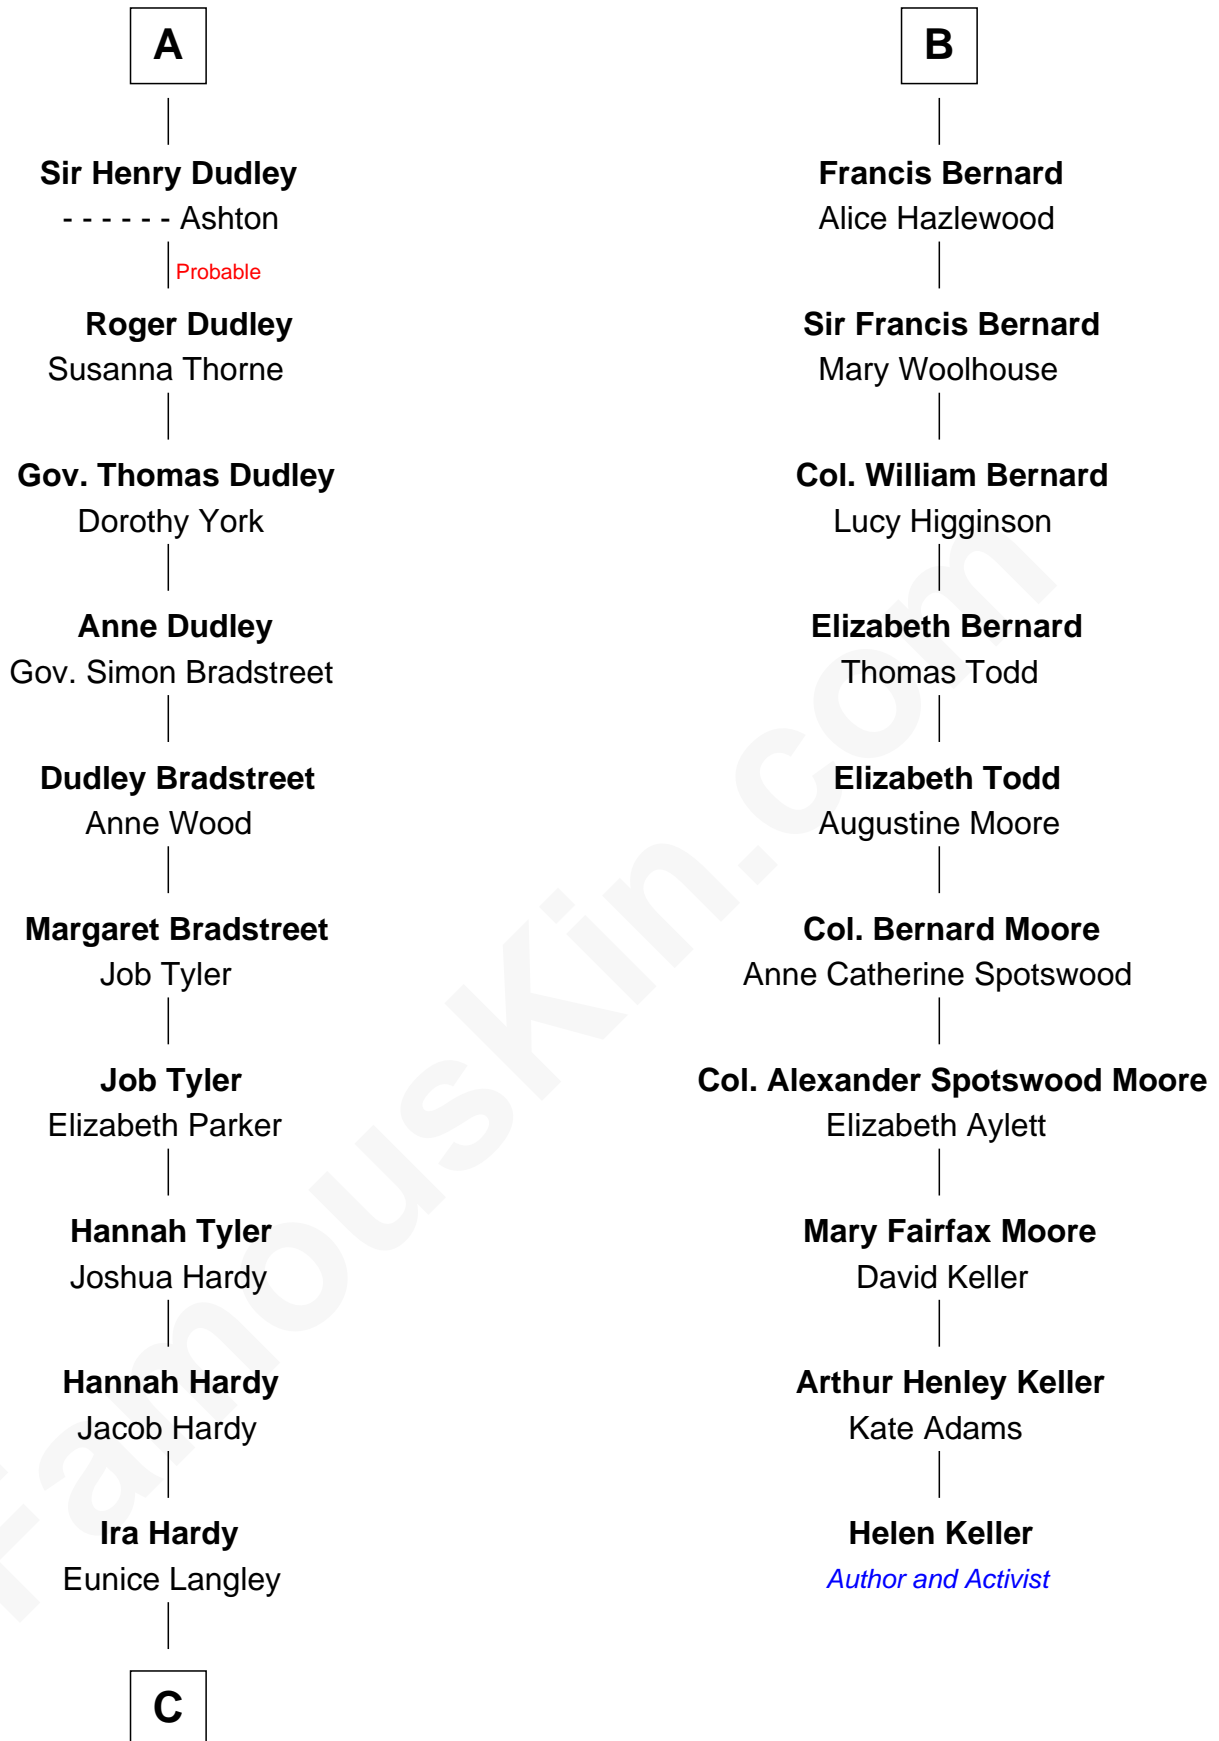 A
Sir Henry Dudley
- - - - - - Ashton
Probable
Roger Dudley
Susanna Thorne
Gov. Thomas Dudley
Dorothy York
Anne Dudley
Gov. Simon Bradstreet
Dudley Bradstreet
Anne Wood
Margaret Bradstreet
Job Tyler
Job Tyler
Elizabeth Parker
Hannah Tyler
Joshua Hardy
Hannah Hardy
Jacob Hardy
Ira Hardy
Eunice Langley
C
B
Francis Bernard
Alice Hazlewood
Sir Francis Bernard
Mary Woolhouse
Col. William Bernard
Lucy Higginson
Elizabeth Bernard
Thomas Todd
Elizabeth Todd
Augustine Moore
Col. Bernard Moore
Anne Catherine Spotswood
Col. Alexander Spotswood Moore
Elizabeth Aylett
Mary Fairfax Moore
David Keller
Arthur Henley Keller
Kate Adams
Helen Keller
Author and Activist
FamousKin.com